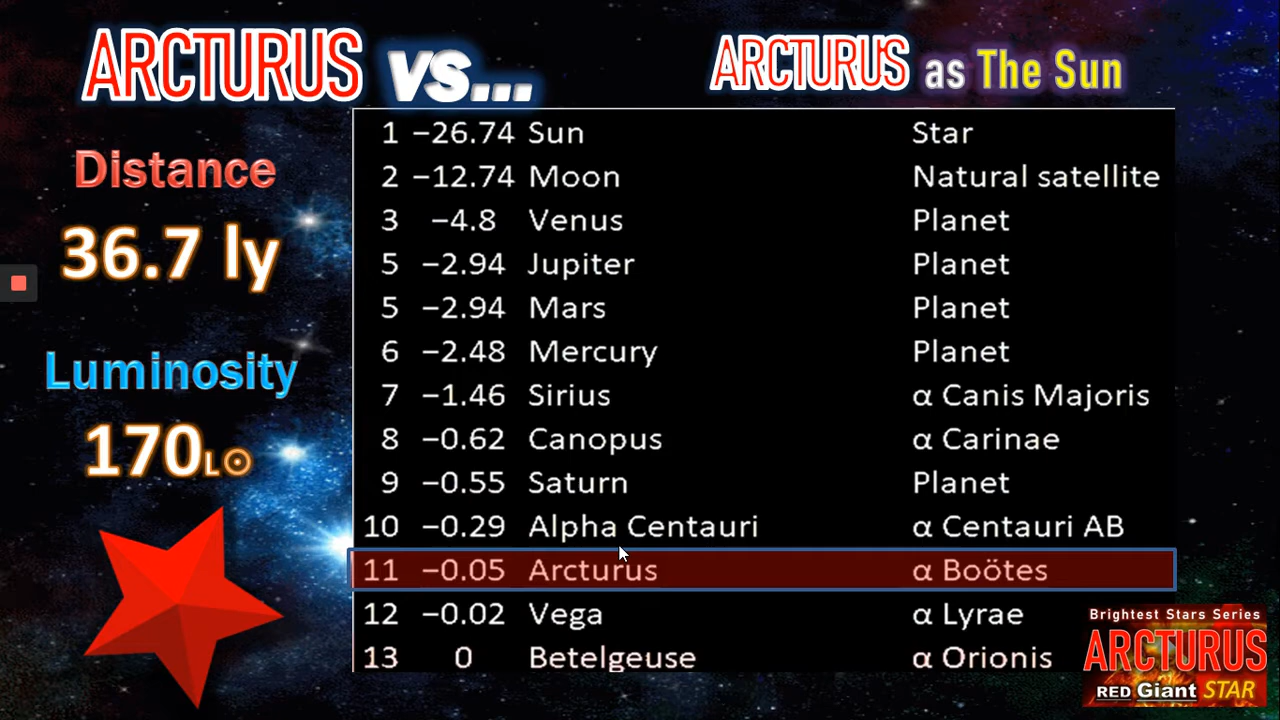 ARCTURUS VS...
ARCTURUS as The Sun
Distance
36.7 ly
Luminosity
170L☉
1 −26.74 Sun Star
2 −12.74 Moon Natural satellite
3 −4.8 Venus Planet
5 −2.94 Jupiter Planet
5 −2.94 Mars Planet
6 −2.48 Mercury Planet
7 −1.46 Sirius α Canis Majoris
8 −0.62 Canopus α Carinae
9 −0.55 Saturn Planet
10 −0.29 Alpha Centauri α Centauri AB
11 −0.05 Arcturus α Boötes
12 −0.02 Vega α Lyrae
13 0 Betelgeuse α Orionis
Brightest Stars Series
ARCTURUS
RED Giant STAR